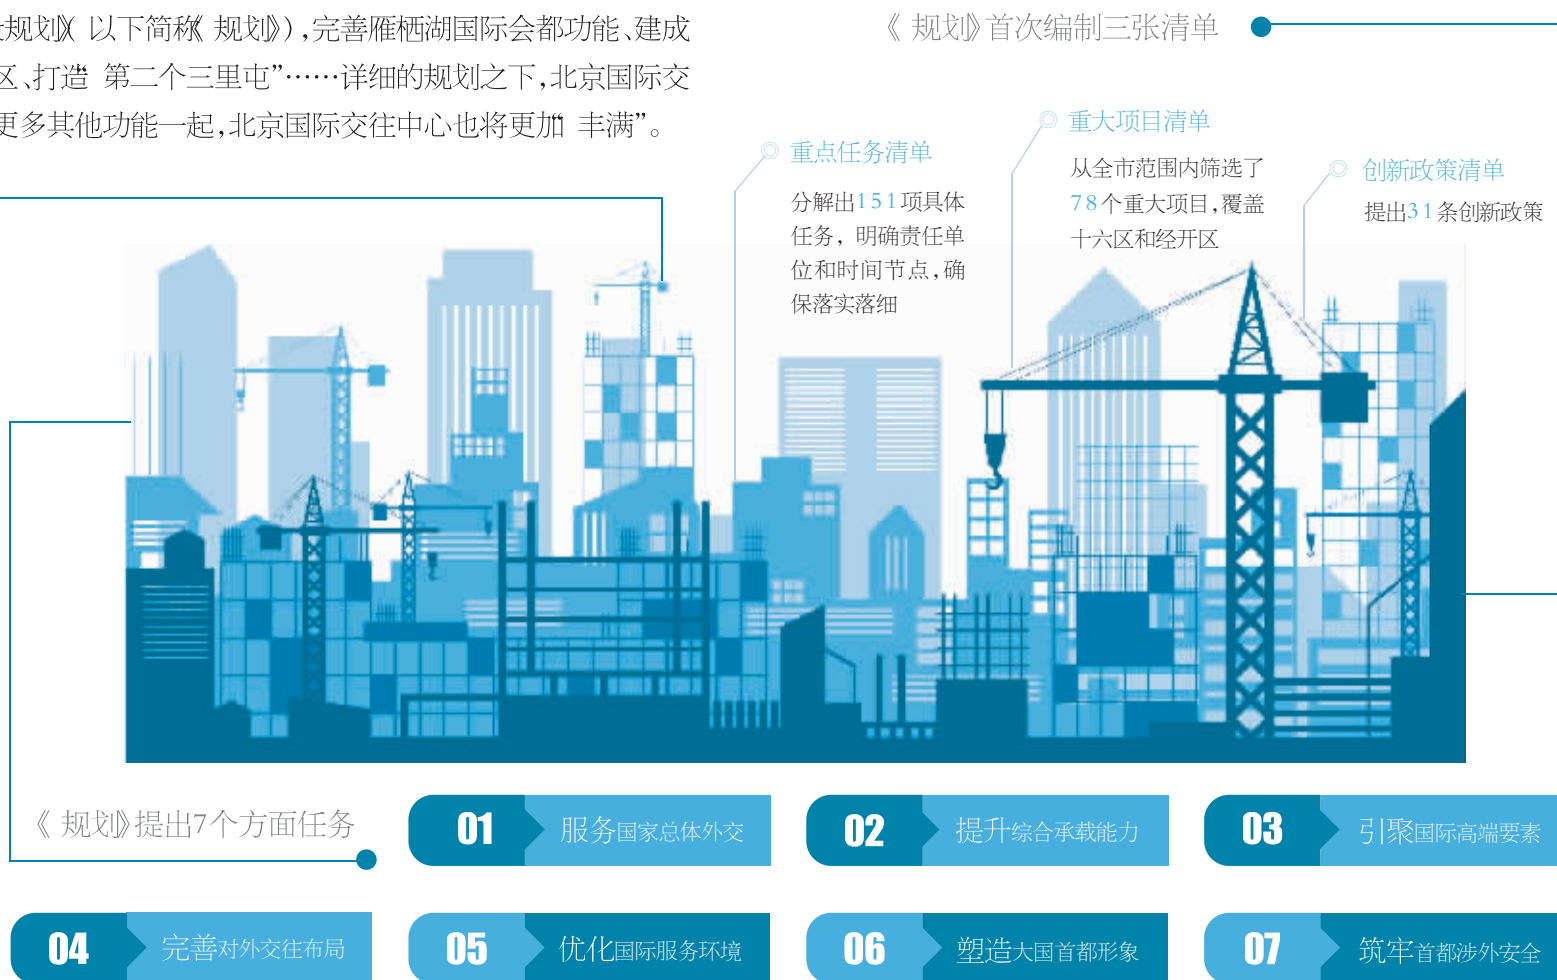 规划》(以下简称《规划》),完善雁栖湖国际会都功能、建成
区、打造“第二个三里屯”……详细的规划之下,北京国际交
更多其他功能一起,北京国际交往中心也将更加“丰满”。
《规划》首次编制三张清单
重点任务清单
分解出151项具体
任务,明确责任单
位和时间节点,确
保落实落细
重大项目清单
从全市范围内筛选了
78个重大项目,覆盖
十六区和经开区
创新政策清单
提出31条创新政策
《规划》提出7个方面任务
01 服务国家总体外交
02 提升综合承载能力
03 引聚国际高端要素
04 完善对外交往布局
05 优化国际服务环境
06 塑造大国首都形象
07 筑牢首都涉外安全